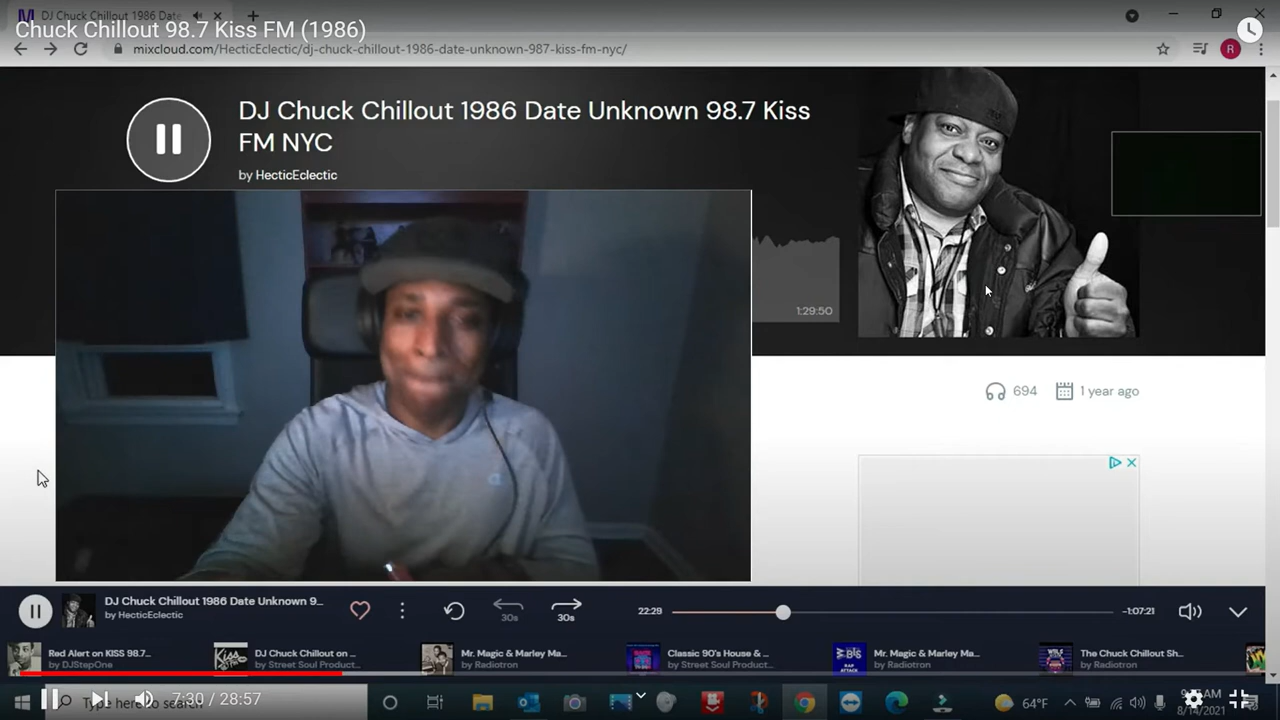 DJ Chuck Chillout 1986 Date
Chuck Chillout 98.7 Kiss FM (1986)
mixcloud.com/HecticEclectic/dj-chuck-chillout-1986-date-unknown-987-kiss-fm-nyc/
R
DJ Chuck Chillout 1986 Date Unknown 98.7 Kiss
FM NYC
by HecticEclectic
1:29:50
694
1 year ago
DJ Chuck Chillout 1986 Date Unknown 9...
by HecticEclectic
30s
30s
22:29
-1:07:21
Red Alert on KISS 98.7...
by DJStepOne
DJ Chuck Chillout on ...
by Street Soul Product...
Mr. Magic & Marley Ma...
by Radiotron
Classic 90's House & ...
by Street Soul Product...
Mr. Magic & Marley Ma...
by Radiotron
The Chuck Chillout Sh...
by Radiotron
7:30 / 28:57
Type here to search
64°F
8/14/2021